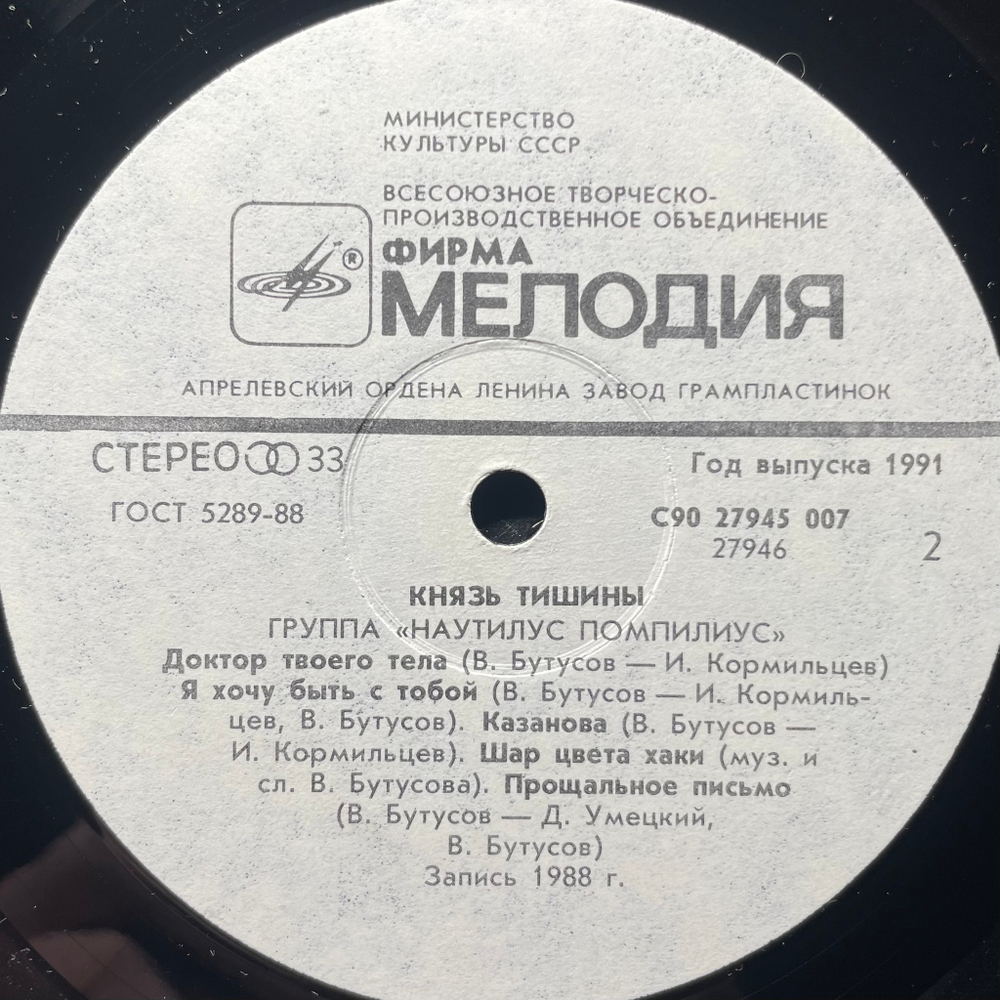 МИНИСТЕРСТВО
КУЛЬТУРЫ СССР
ВСЕСОЮЗНОЕ ТВОРЧЕСКО-
ПРОИЗВОДСТВЕННОЕ ОБЪЕДИНЕНИЕ
ФИРМА
®
МЕЛОДИЯ
АПРЕЛЕВСКИЙ ОРДЕНА ЛЕНИНА ЗАВОД ГРАМПЛАСТИНОК
СТЕРЕО 33
Год выпуска 1991
ГОСТ 5289-88
С90 27945 007
27946
2
КНЯЗЬ ТИШИНЫ
ГРУППА «НАУТИЛУС ПОМПИЛИУС»
Доктор твоего тела (В. Бутусов — И. Кормильцев)
Я хочу быть с тобой (В. Бутусов — И. Кормиль-
цев, В. Бутусов). Казанова (В. Бутусов —
И. Кормильцев). Шар цвета хаки (муз. и
сл. В. Бутусова). Прощальное письмо
(В. Бутусов — Д. Умецкий,
В. Бутусов)
Запись 1988 г.